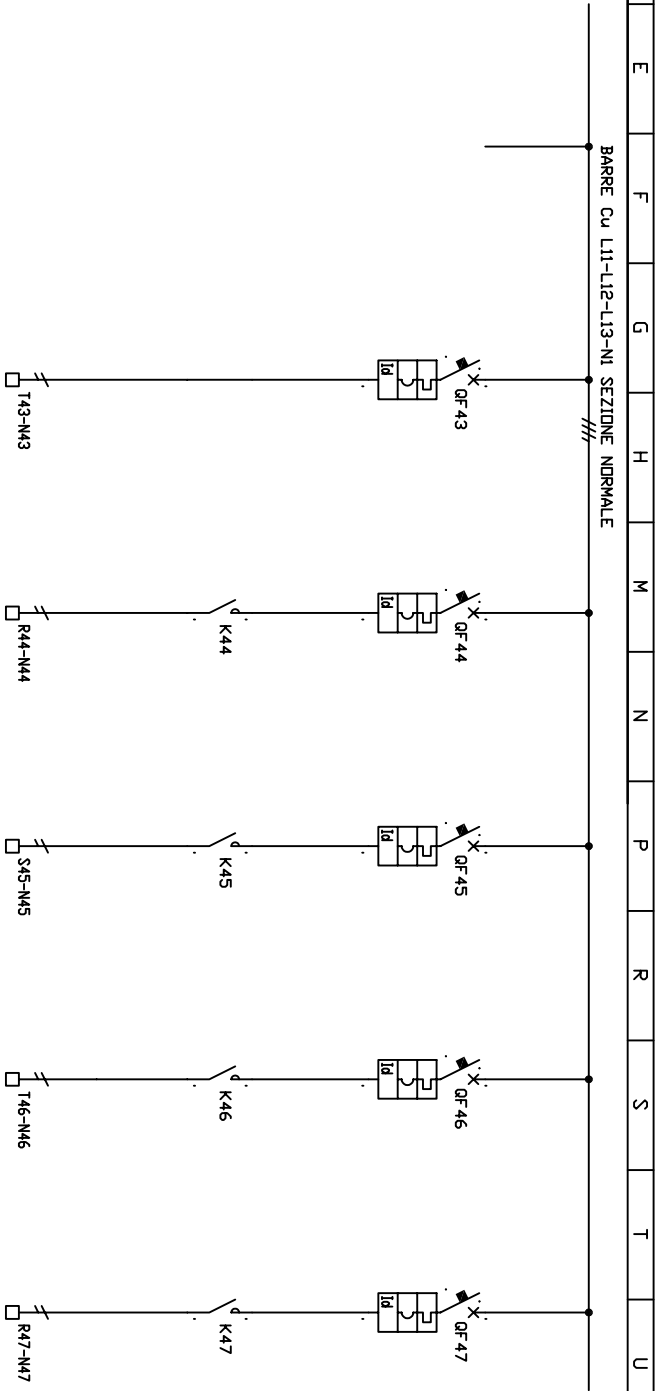 E F G H M N P R S T U
BARRE Cu L11-L12-L13-N1 SEZIONE NORMALE
QF43 QF44 QF45 QF46 QF47
Id Id Id Id Id
K44 K45 K46 K47
T43-N43 R44-N44 S45-N45 T46-N46 R47-N47